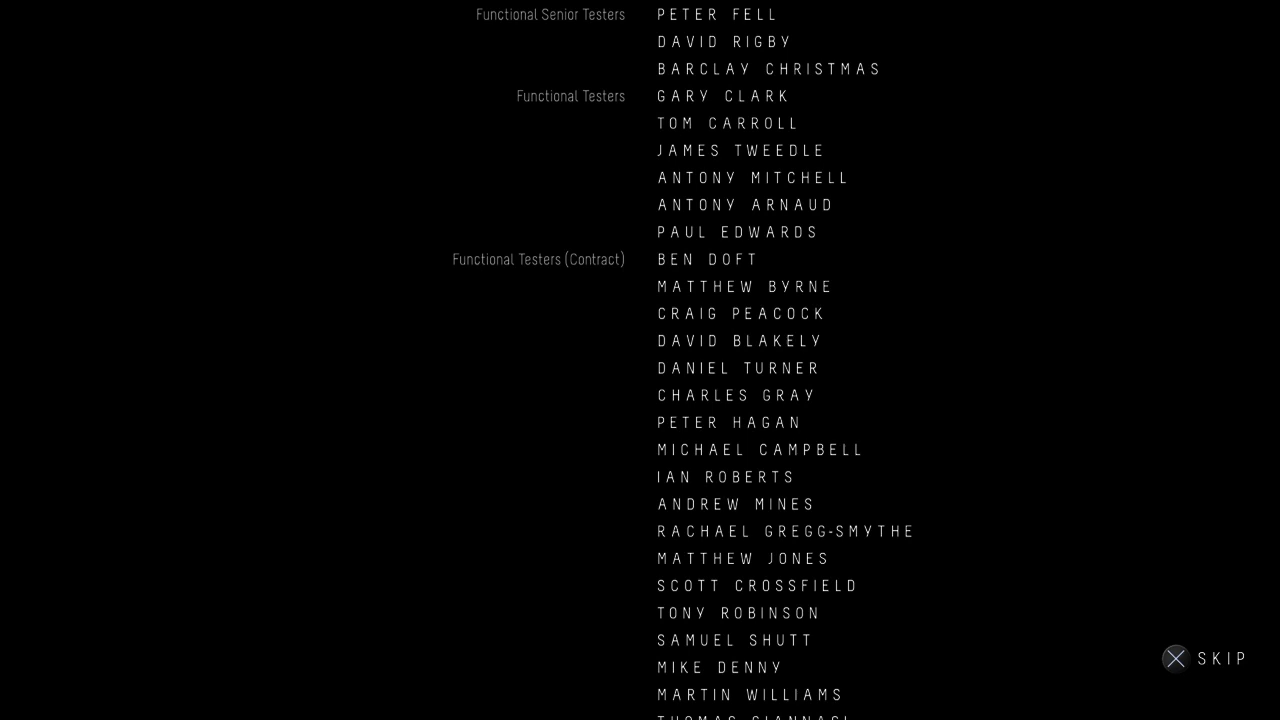 Functional Senior Testers PETER FELL
DAVID RIGBY
BARCLAY CHRISTMAS
Functional Testers GARY CLARK
TOM CARROLL
JAMES TWEEDLE
ANTONY MITCHELL
ANTONY ARNAUD
PAUL EDWARDS
Functional Testers (Contract) BEN DOFT
MATTHEW BYRNE
CRAIG PEACOCK
DAVID BLAKELY
DANIEL TURNER
CHARLES GRAY
PETER HAGAN
MICHAEL CAMPBELL
IAN ROBERTS
ANDREW MINES
RACHAEL GREGG-SMYTHE
MATTHEW JONES
SCOTT CROSSFIELD
TONY ROBINSON
SAMUEL SHUTT
SKIP
MIKE DENNY
MARTIN WILLIAMS
THOMAS